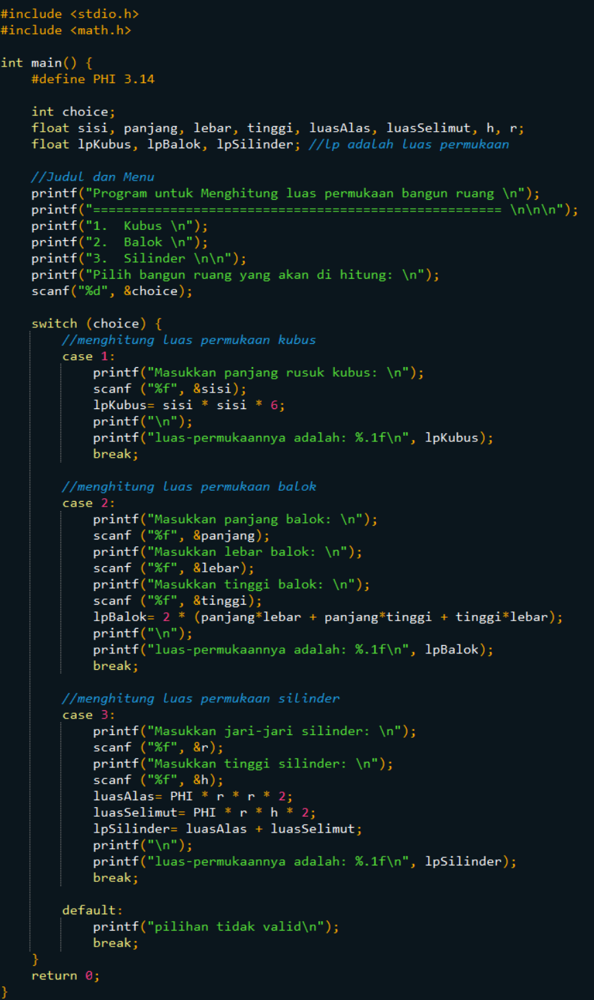 #include <stdio.h>
#include <math.h>
int main() {
#define PHI 3.14
int choice;
float sisi, panjang, lebar, tinggi, luasAlas, luasSelimut, h, r;
float lpKubus, lpBalok, lpSilinder; //lp adalah luas permukaan
//Judul dan Menu
printf("Program untuk Menghitung luas permukaan bangun ruang \n");
printf("===================================================== \n\n\n");
printf("1.  Kubus \n");
printf("2.  Balok \n");
printf("3.  Silinder \n\n");
printf("Pilih bangun ruang yang akan di hitung: \n");
scanf("%d", &choice);
switch (choice) {
//menghitung luas permukaan kubus
case 1:
printf("Masukkan panjang rusuk kubus: \n");
scanf ("%f", &sisi);
lpKubus= sisi * sisi * 6;
printf("\n");
printf("luas-permukaannya adalah: %.1f\n", lpKubus);
break;
//menghitung luas permukaan balok
case 2:
printf("Masukkan panjang balok: \n");
scanf ("%f", &panjang);
printf("Masukkan lebar balok: \n");
scanf ("%f", &lebar);
printf("Masukkan tinggi balok: \n");
scanf ("%f", &tinggi);
lpBalok= 2 * (panjang*lebar + panjang*tinggi + tinggi*lebar);
printf("\n");
printf("luas-permukaannya adalah: %.1f\n", lpBalok);
break;
//menghitung luas permukaan silinder
case 3:
printf("Masukkan jari-jari silinder: \n");
scanf ("%f", &r);
printf("Masukkan tinggi silinder: \n");
scanf ("%f", &h);
luasAlas= PHI * r * r * 2;
luasSelimut= PHI * r * h * 2;
lpSilinder= luasAlas + luasSelimut;
printf("\n");
printf("luas-permukaannya adalah: %.1f\n", lpSilinder);
break;
default:
printf("pilihan tidak valid\n");
break;
}
return 0;
}